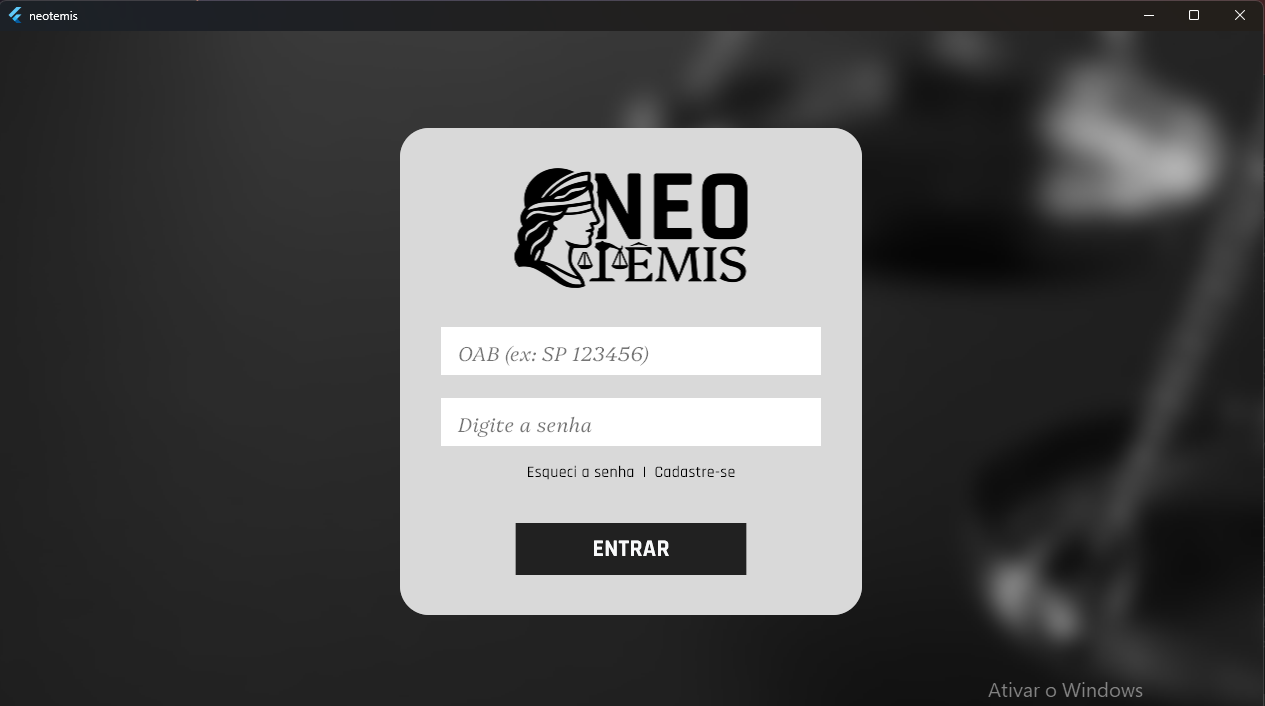 neotemis
NEO
TÊMIS
OAB (ex: SP 123456)
Digite a senha
Esqueci a senha | Cadastre-se
ENTRAR
Ativar o Windows